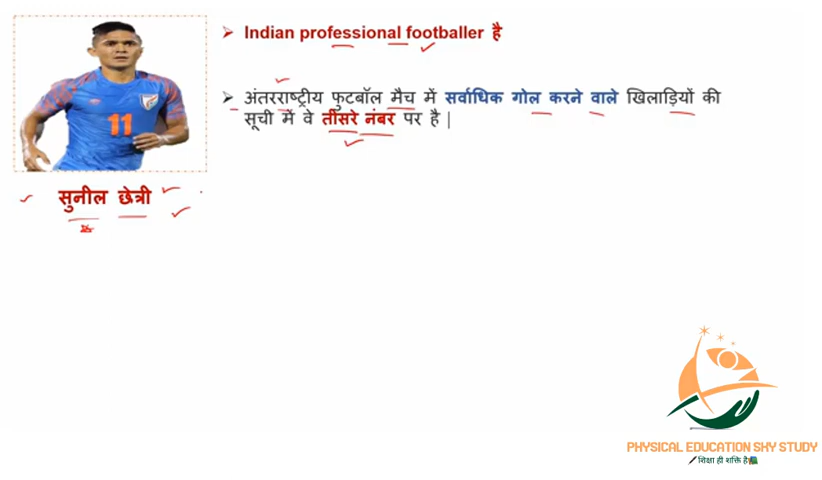 Indian professional footballer है
अंतरराष्ट्रीय फुटबॉल मैच में सर्वाधिक गोल करने वाले खिलाड़ियों की
सूची में वे तीसरे नंबर पर है |
11
सुनील छेत्री
PHYSICAL EDUCATION SKY STUDY
शिक्षा ही शक्ति है